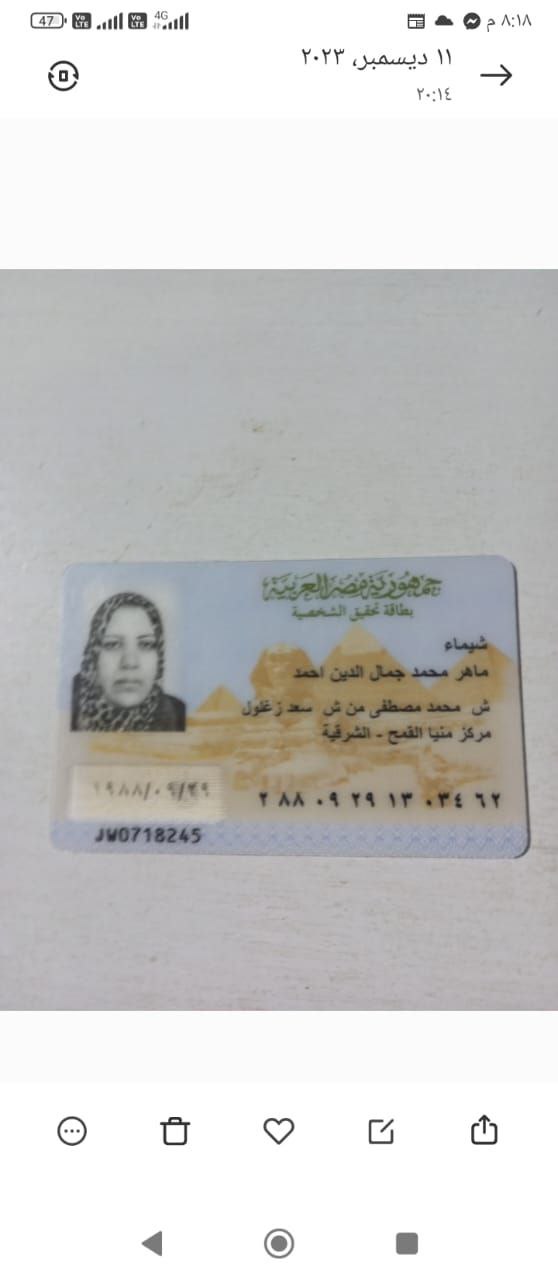 47
Vo LTE
Vo LTE
4G
٨:١٨ م
١١ ديسمبر، ٢٠٢٣
٢٠:١٤
جمهورية مصر العربية
بطاقة تحقيق الشخصية
شيماء
ماهر محمد جمال الدين احمد
ش محمد مصطفى من ش سعد زغلول
مركز منيا القمح - الشرقية
١٩٨٨/٠٩/٢٩
٢ ٨٨ ٠٩ ٢٩ ١٣ ٠٣٤ ٦٢
JW0718245